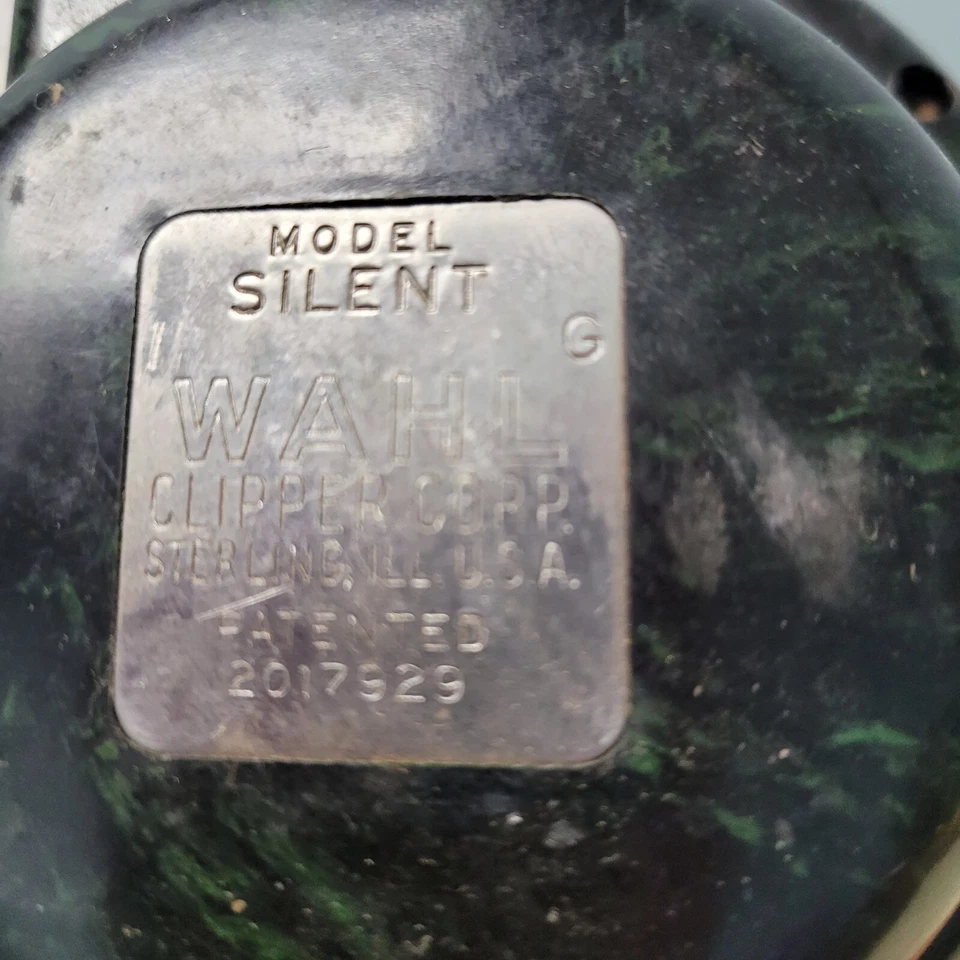 MODEL
SILENT
G
WAHL
CLIPPER CORP.
STERLING, ILL. U.S.A.
PATENTED
2017929